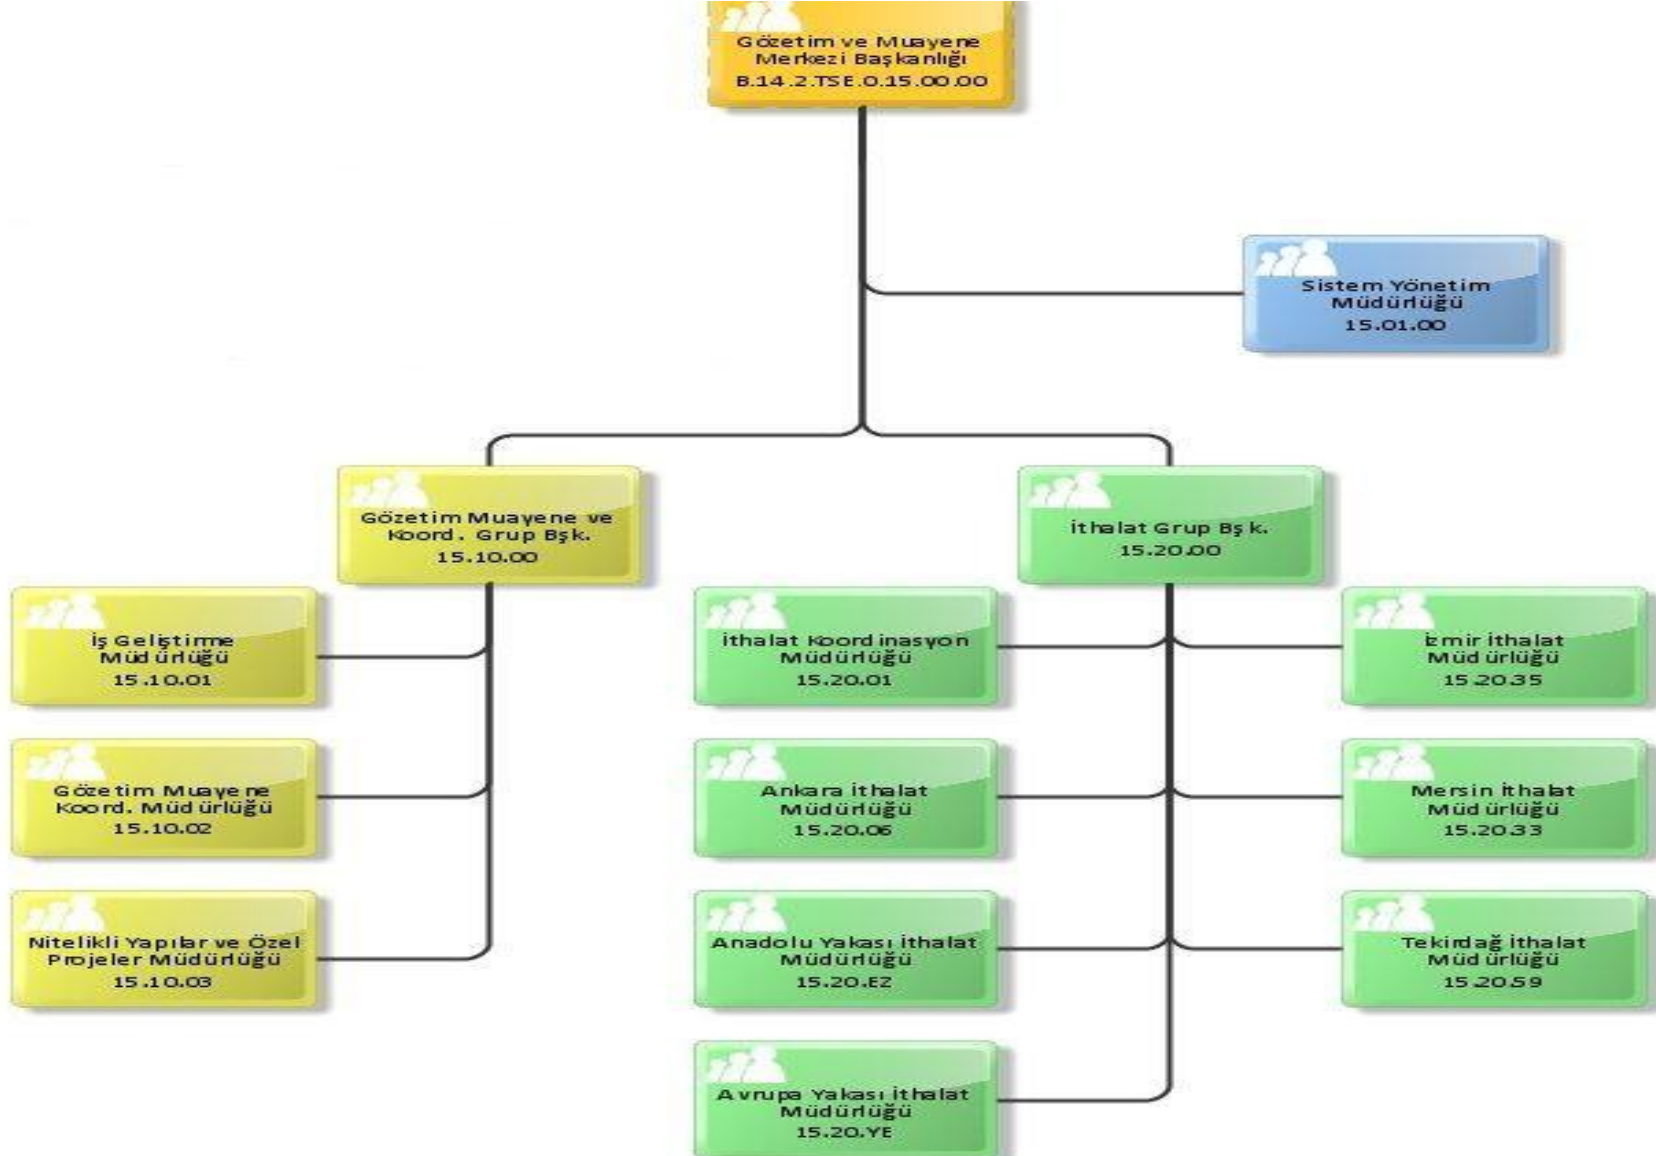 Gözetim ve Muayene
Merkezi Başkanlığı
B.14.2.TSE.0.15.00.00
Sistem Yönetim
Müdürlüğü
15.01.00
Gözetim Muayene ve
Koord. Grup Bşk.
15.10.00
İthalat Grup Bşk.
15.20.00
İş Geliştirme
Müdürlüğü
15.10.01
Gözetim Muayene
Koord. Müdürlüğü
15.10.02
Nitelikli Yapılar ve Özel
Projeler Müdürlüğü
15.10.03
İthalat Koordinasyon
Müdürlüğü
15.20.01
Ankara İthalat
Müdürlüğü
15.20.06
Anadolu Yakası İthalat
Müdürlüğü
15.20.EZ
Avrupa Yakası İthalat
Müdürlüğü
15.20.YE
İzmir İthalat
Müdürlüğü
15.20.35
Mersin İthalat
Müdürlüğü
15.20.33
Tekirdağ İthalat
Müdürlüğü
15.20.59